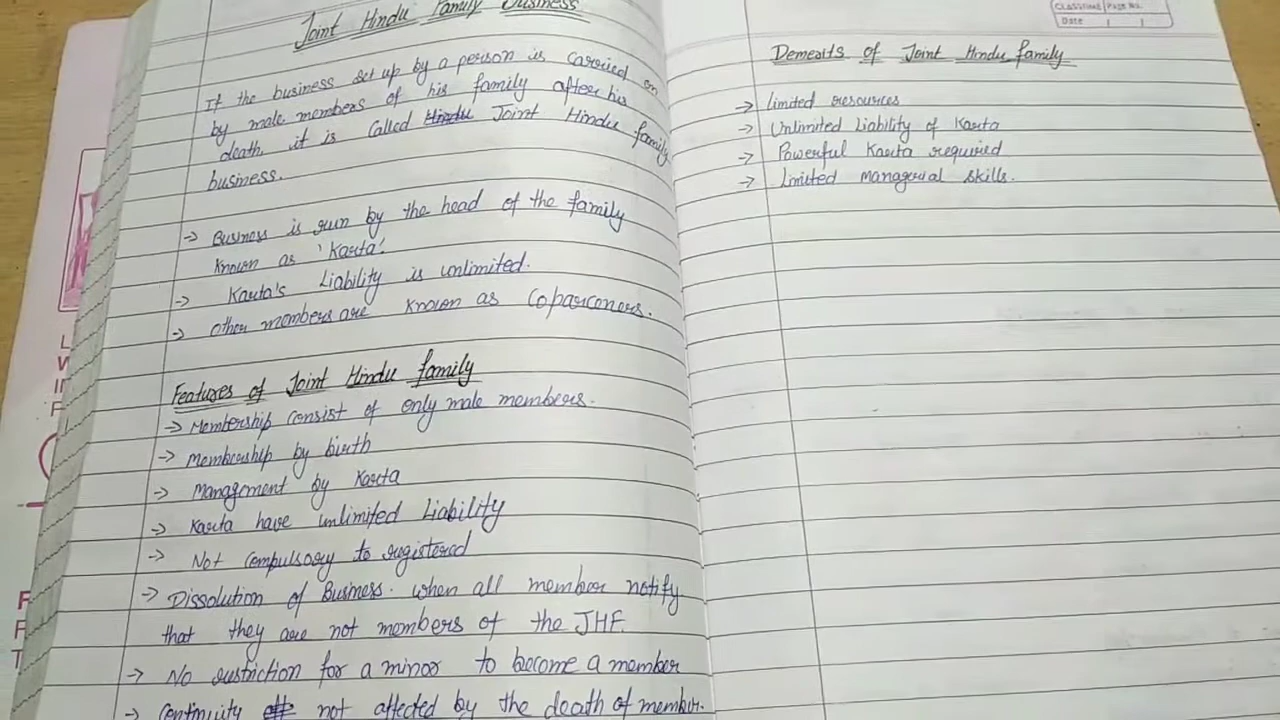 Joint Hindu Family Business
If the business set up by a person is carried on
by male members of his family after his
death, it is called Hindu Joint Hindu family
business.
→ Business is run by the head of the family
known as 'Karta'.
→ Karta's Liability is unlimited.
→ Other members are known as Coparceners.
Features of Joint Hindu family
→ Membership consist of only male members.
→ Membership by birth
→ Management by Karta
→ Karta have unlimited Liability
→ Not compulsory to registered
→ Dissolution of Business. when all member notify
that they are not members of the JHF.
→ No restriction for a minor to become a member
→ Continuity not affected by the death of member.
CLASSTIME Page No.
Date
Demerits of Joint Hindu family
→ Limited resources
→ Unlimited Liability of Karta
→ Powerful Karta required
→ Limited managerial skills.
L
W
IN
F
F
F
T